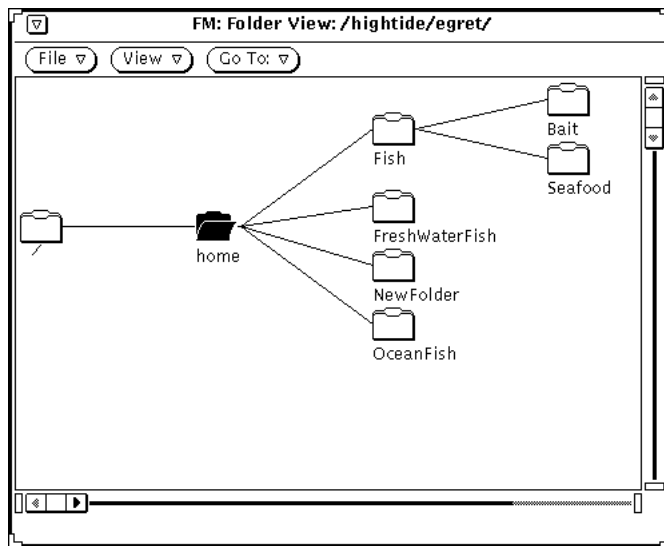 FM: Folder View: /hightide/egret/
File View Go To:
Bait
Fish
Seafood
FreshWaterFish
/
home
NewFolder
OceanFish